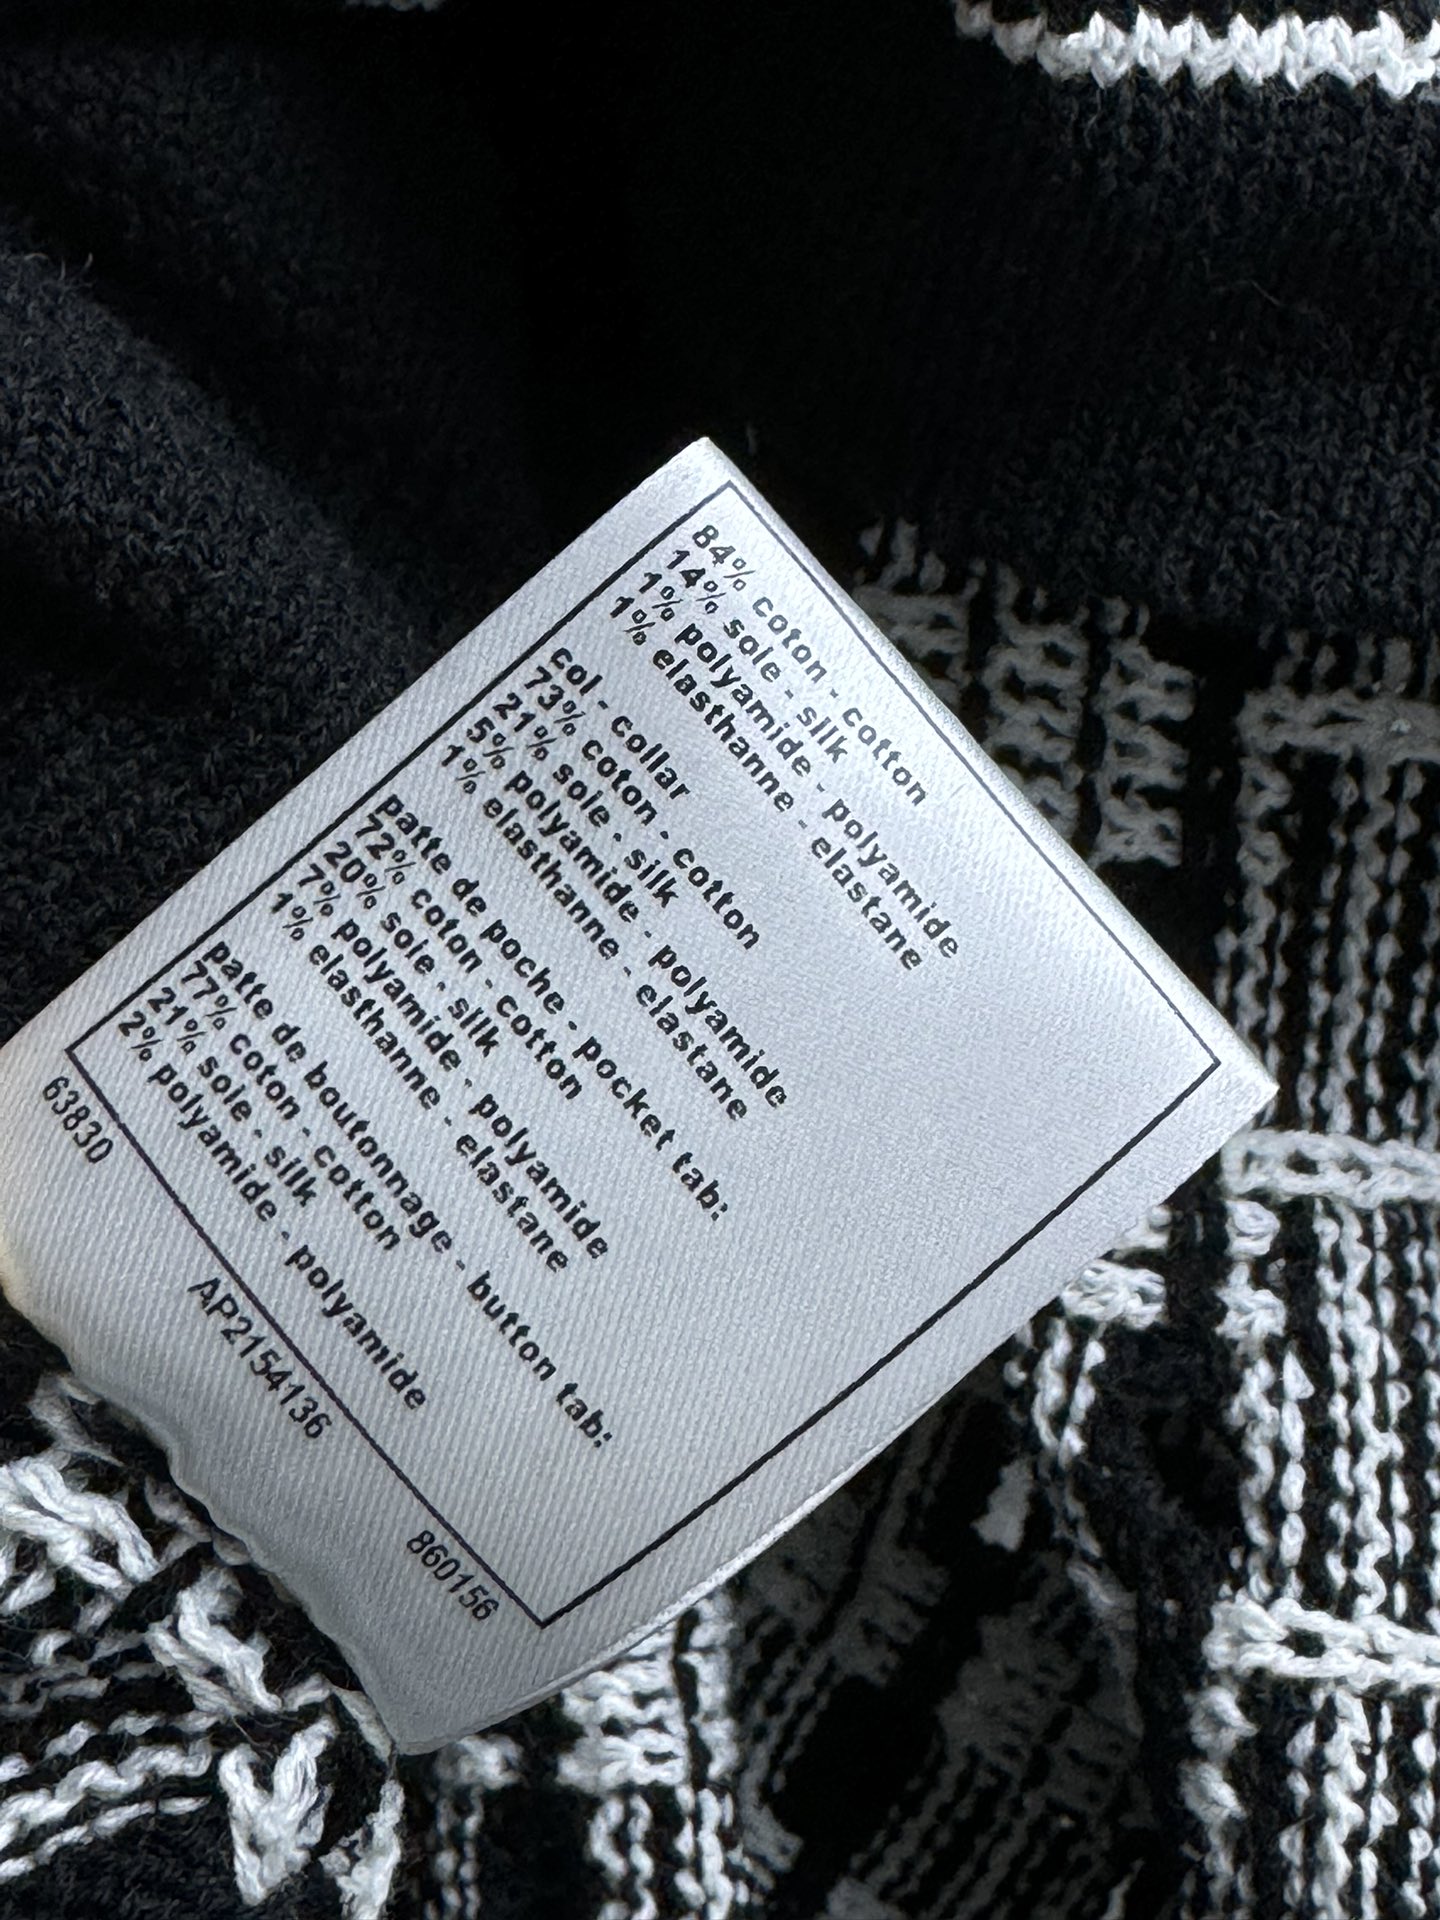 84% coton - cotton
14% soie - silk
1% polyamide - polyamide
1% elasthanne - elastane
col - collar
73% coton - cotton
21% soie - silk
5% polyamide - polyamide
1% elasthanne - elastane
patte de poche - pocket tab:
72% coton - cotton
20% soie - silk
7% polyamide - polyamide
1% elasthanne - elastane
patte de boutonnage - button tab:
77% coton - cotton
21% soie - silk
2% polyamide - polyamide
63830 AP2154136 860156